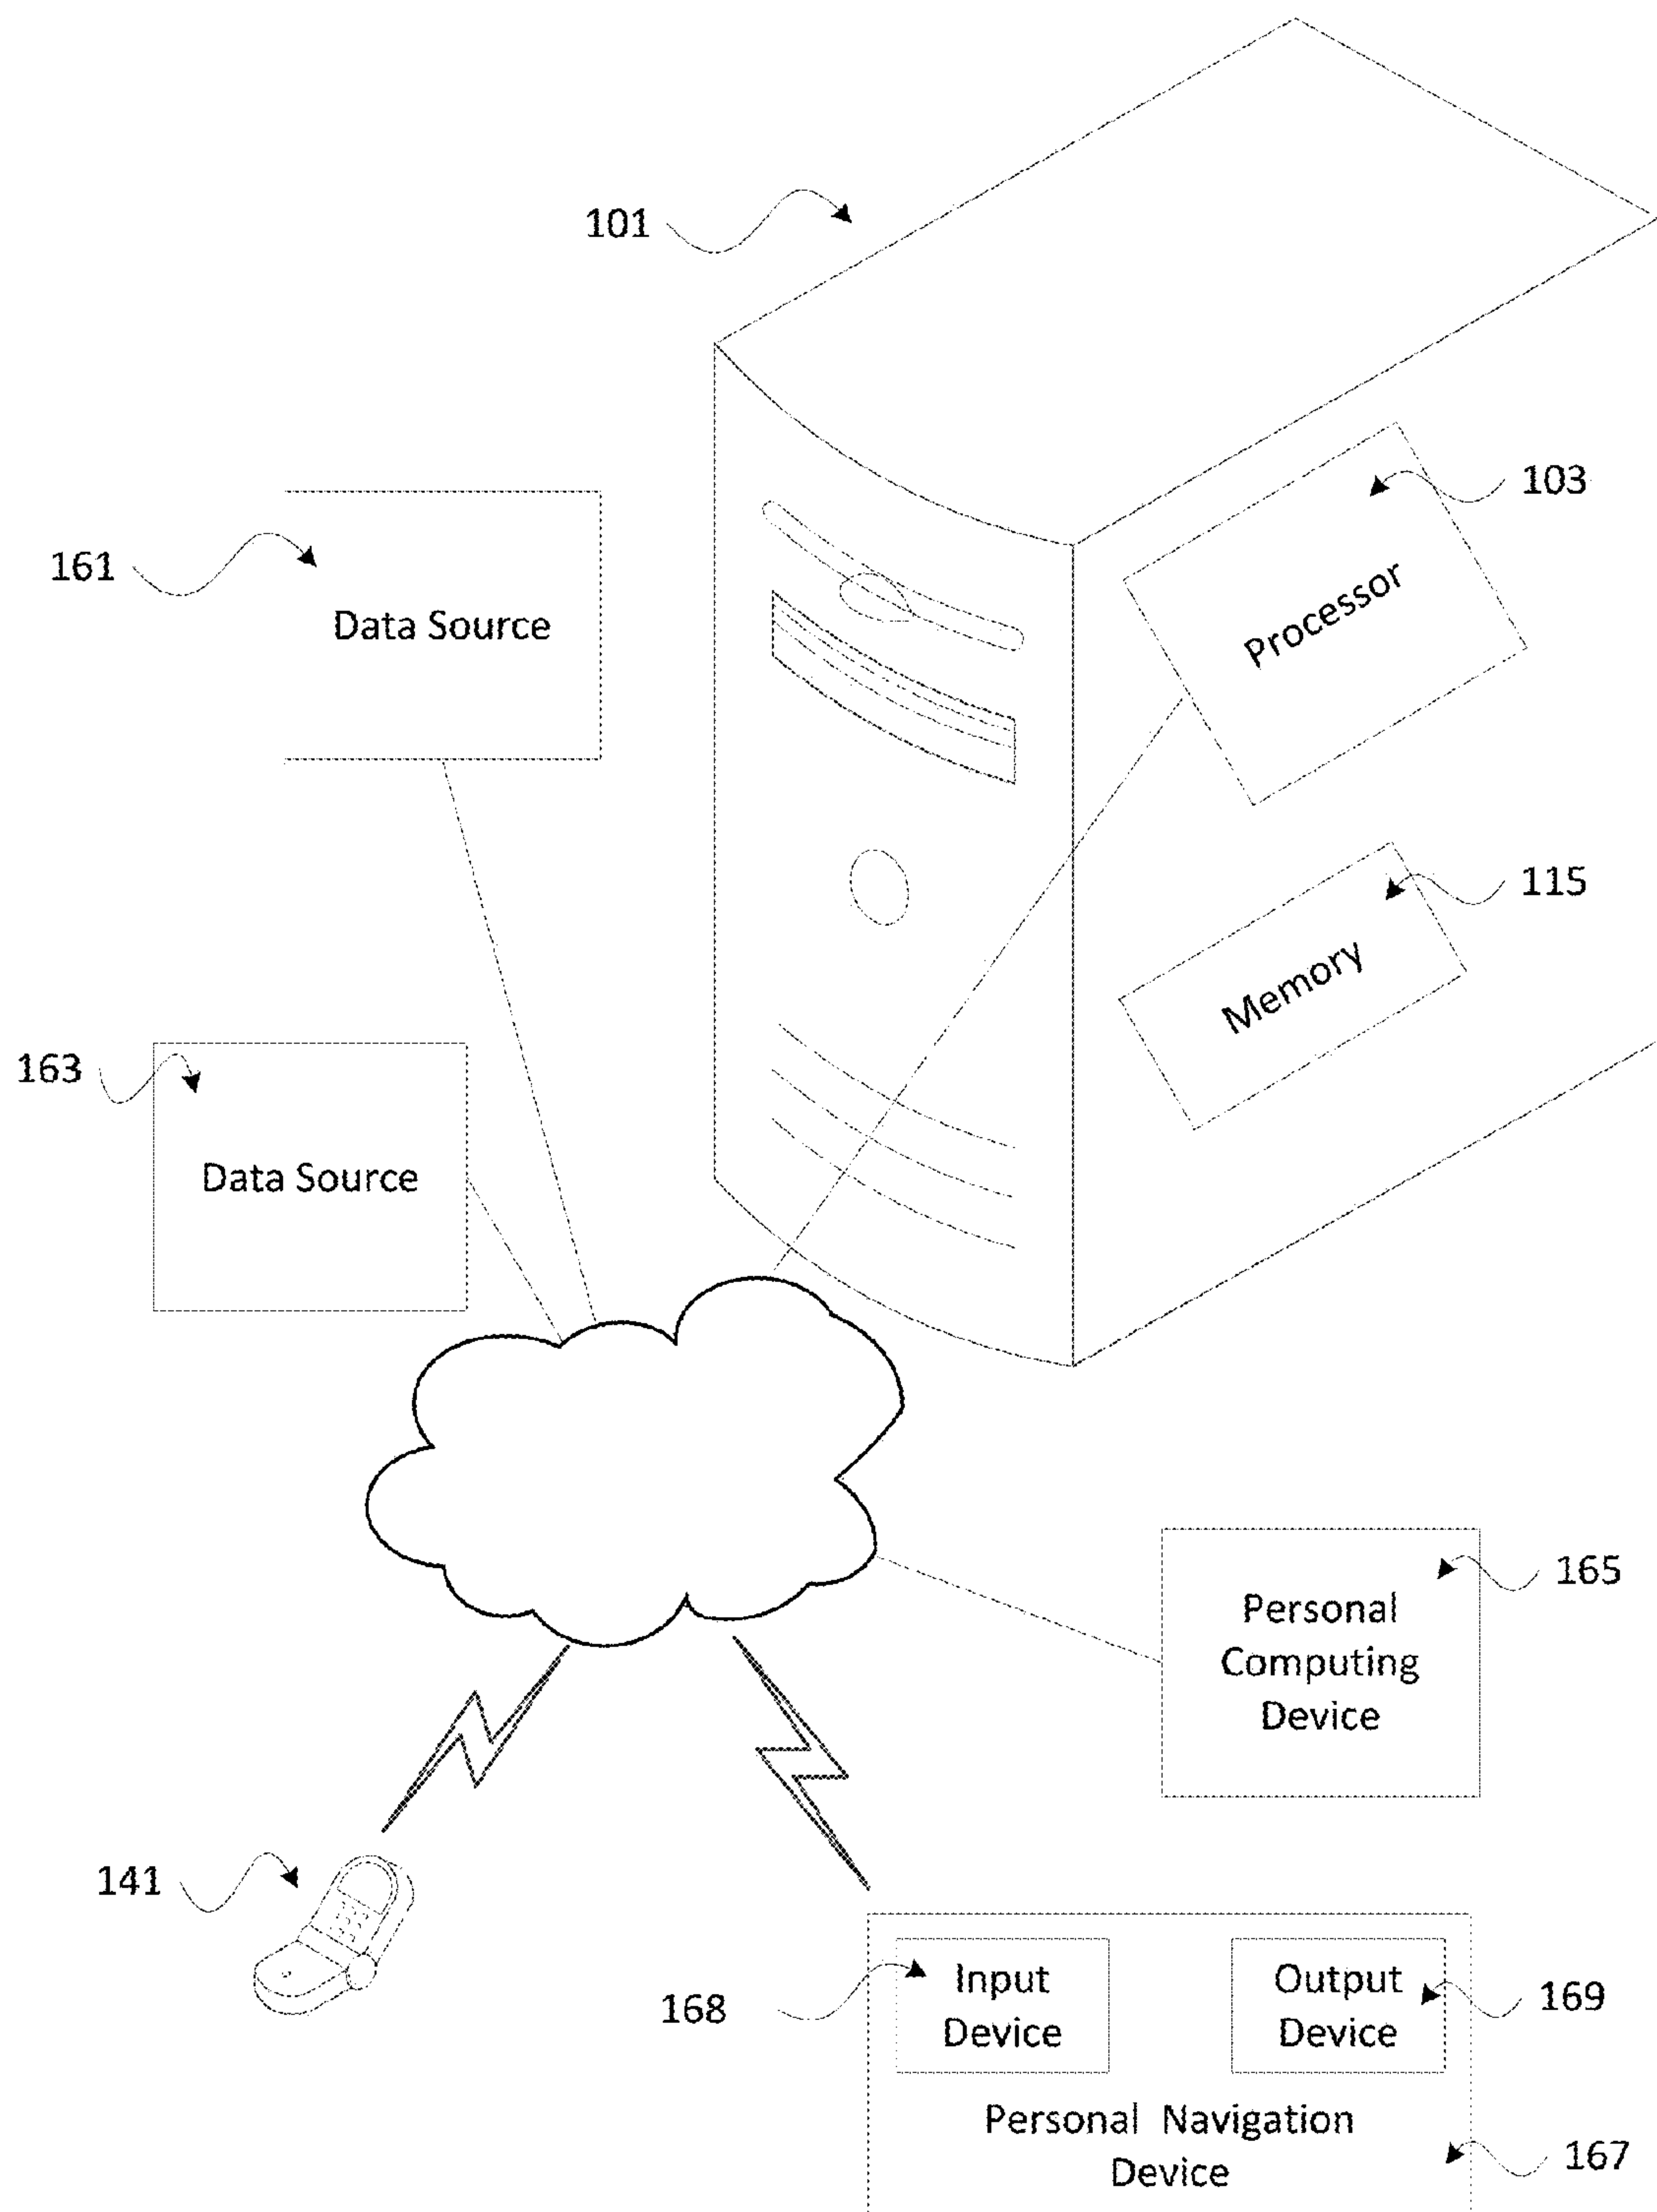 101
103
Processor
161
Data Source
115
Memory
163
Data Source
165
Personal
Computing
Device
141
168
Input
Device
Output
Device
169
Personal Navigation
Device
167